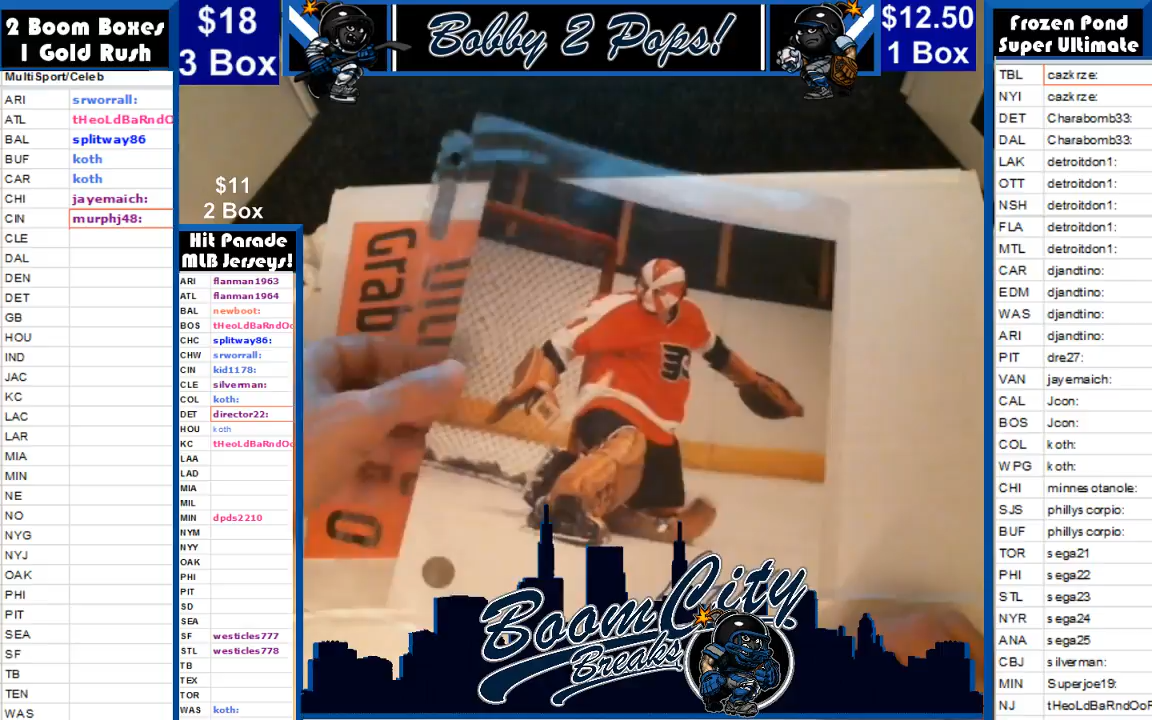 2 Boom Boxes
1 Gold Rush
MultiSport/Celeb
ARI srworrall:
ATL tHeoLdBaRndO
BAL splitway86
BUF koth
CAR koth
CHI jayemaich:
CIN murphj48:
CLE
DAL
DEN
DET
GB
HOU
IND
JAC
KC
LAC
LAR
MIA
MIN
NE
NO
NYG
NYJ
OAK
PHI
PIT
SEA
SF
TB
TEN
WAS
$18
3 Box
$11
2 Box
Hit Parade
MLB Jerseys!
ARI flanman1963
ATL flanman1964
BAL newboot:
BOS tHeoLdBaRndOo
CHC splitway86:
CHW srworrall:
CIN kid1178:
CLE silverman:
COL koth:
DET director22:
HOU koth
KC tHeoLdBaRndOo
LAA
LAD
MIA
MIL
MIN dpds2210
NYM
NYY
OAK
PHI
PIT
SD
SEA
SF westicles777
STL westicles778
TB
TEX
TOR
WAS koth:
Bobby 2 Pops!
Grab
Boom City
Breaks
$12.50
1 Box
Frozen Pond
Super Ultimate
TBL cazkrze:
NYI cazkrze:
DET Charabomb33:
DAL Charabomb33:
LAK detroitdon1:
OTT detroitdon1:
NSH detroitdon1:
FLA detroitdon1:
MTL detroitdon1:
CAR djandtino:
EDM djandtino:
WAS djandtino:
ARI djandtino:
PIT dre27:
VAN jayemaich:
CAL Jcon:
BOS Jcon:
COL koth:
WPG koth:
CHI minnesotanole:
SJS phillyscorpio:
BUF phillyscorpio:
TOR sega21
PHI sega22
STL sega23
NYR sega24
ANA sega25
CBJ silverman:
MIN Superjoe19:
NJ tHeoLdBaRndOoF